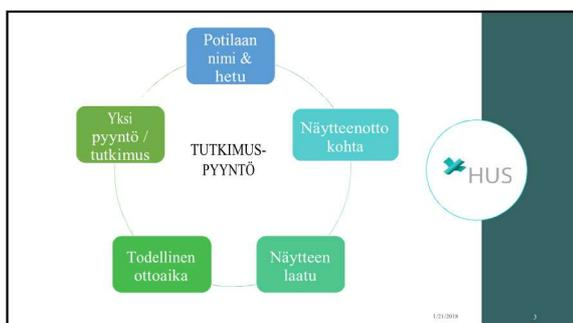 Potilaan
nimi &
hetu
Yksi
pyyntö /
tutkimus
Näytteenotto
kohta
TUTKIMUS-
PYYNTÖ
HUS
Todellinen
ottoaika
Näytteen
laatu
1/21/2018
3